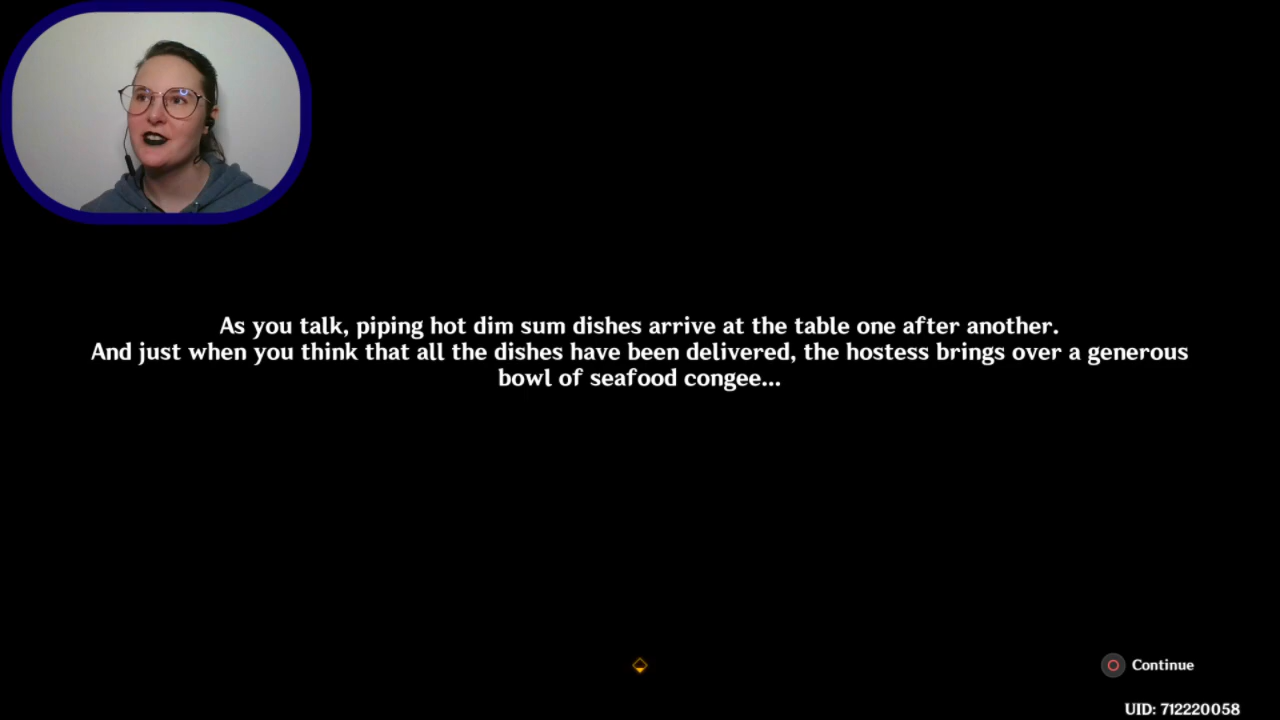 As you talk, piping hot dim sum dishes arrive at the table one after another.
And just when you think that all the dishes have been delivered, the hostess brings over a generous
bowl of seafood congee...
Continue
UID: 712220058